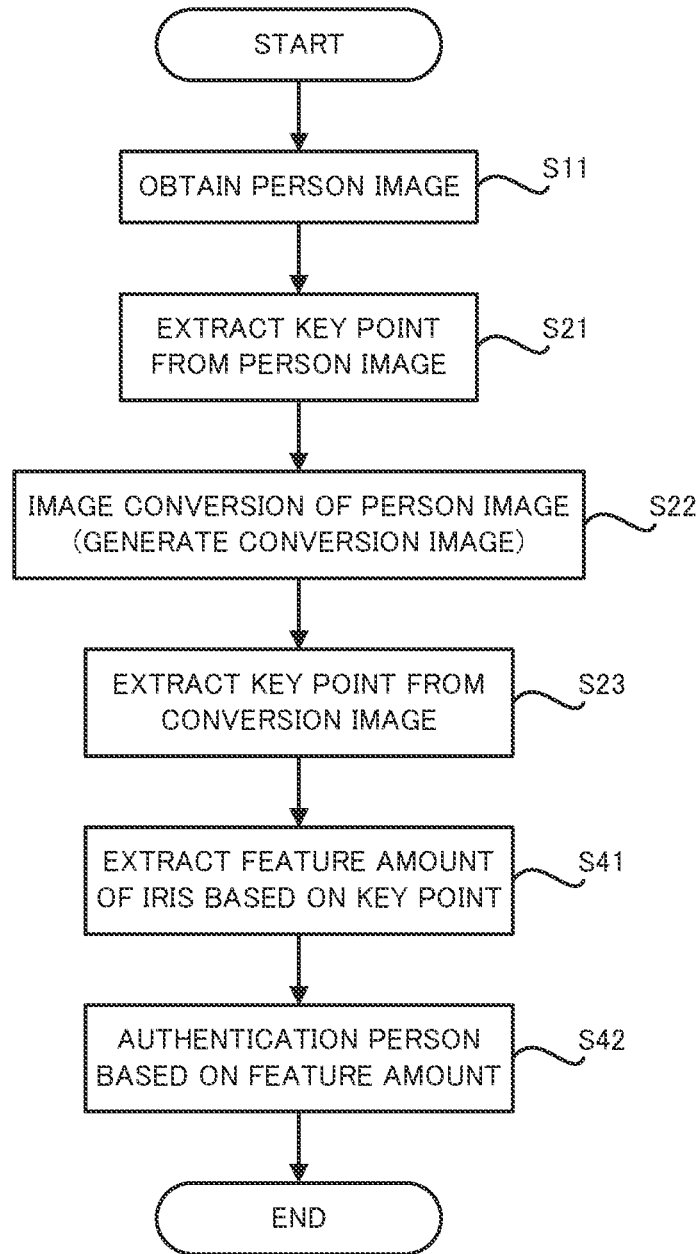 START
OBTAIN PERSON IMAGE
S11
EXTRACT KEY POINT
FROM PERSON IMAGE
S21
IMAGE CONVERSION OF PERSON IMAGE
(GENERATE CONVERSION IMAGE)
S22
EXTRACT KEY POINT FROM
CONVERSION IMAGE
S23
EXTRACT FEATURE AMOUNT
OF IRIS BASED ON KEY POINT
S41
AUTHENTICATION PERSON
BASED ON FEATURE AMOUNT
S42
END